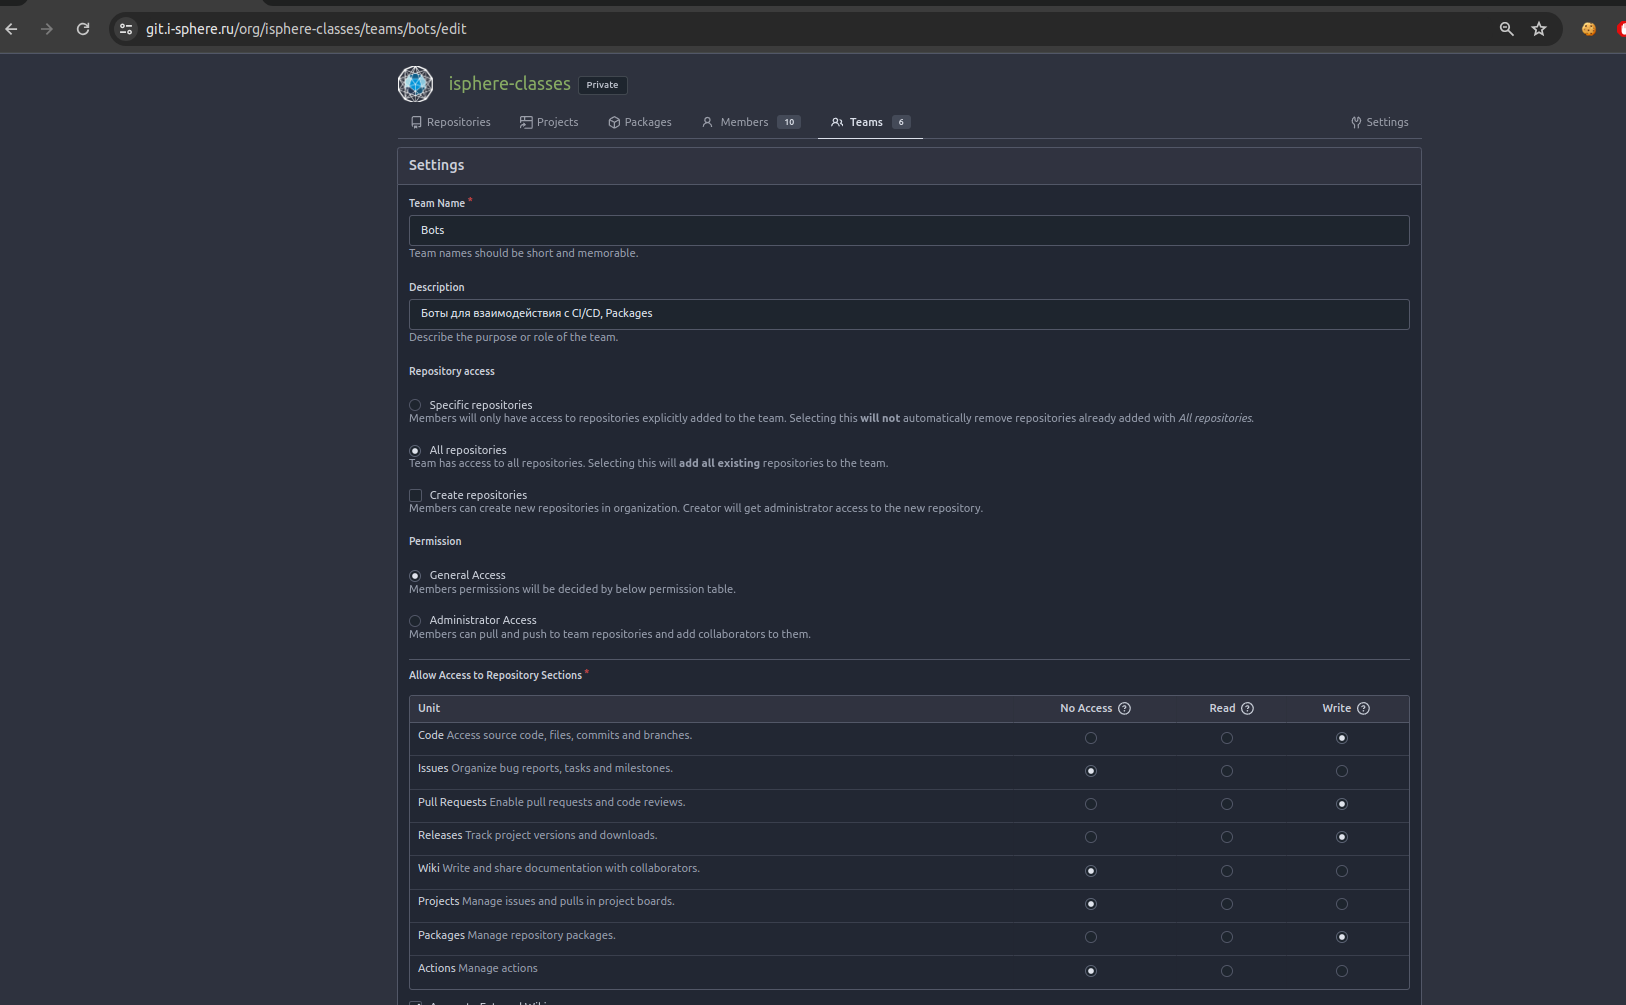 git.i-sphere.ru/org/isphere-classes/teams/bots/edit
isphere-classes Private
Repositories Projects Packages Members 10 Teams 6 Settings
Settings
Team Name *
Bots
Team names should be short and memorable.
Description
Боты для взаимодействия с CI/CD, Packages
Describe the purpose or role of the team.
Repository access
Specific repositories
Members will only have access to repositories explicitly added to the team. Selecting this will not automatically remove repositories already added with All repositories.
All repositories
Team has access to all repositories. Selecting this will add all existing repositories to the team.
Create repositories
Members can create new repositories in organization. Creator will get administrator access to the new repository.
Permission
General Access
Members permissions will be decided by below permission table.
Administrator Access
Members can pull and push to team repositories and add collaborators to them.
Allow Access to Repository Sections *
Unit No Access Read Write
Code Access source code, files, commits and branches.
Issues Organize bug reports, tasks and milestones.
Pull Requests Enable pull requests and code reviews.
Releases Track project versions and downloads.
Wiki Write and share documentation with collaborators.
Projects Manage issues and pulls in project boards.
Packages Manage repository packages.
Actions Manage actions